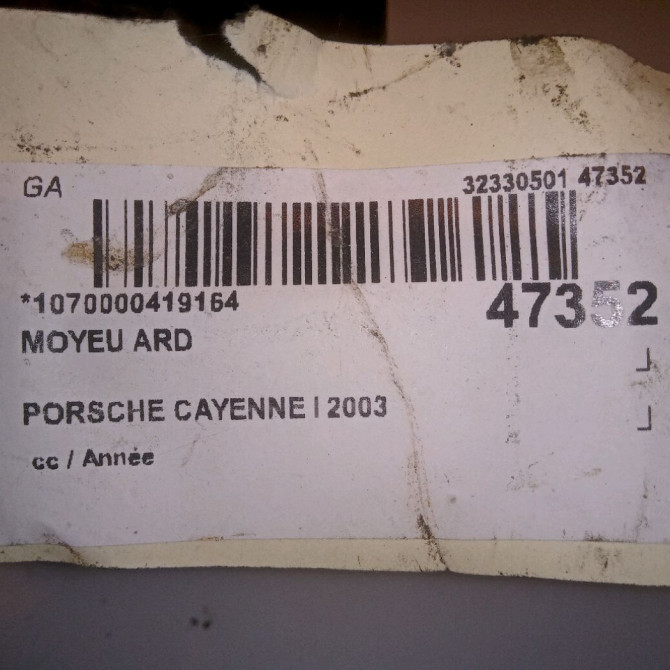 GA
32330501 47352
*1070000419164
47352
MOYEU ARD
PORSCHE CAYENNE I 2003
cc / Année